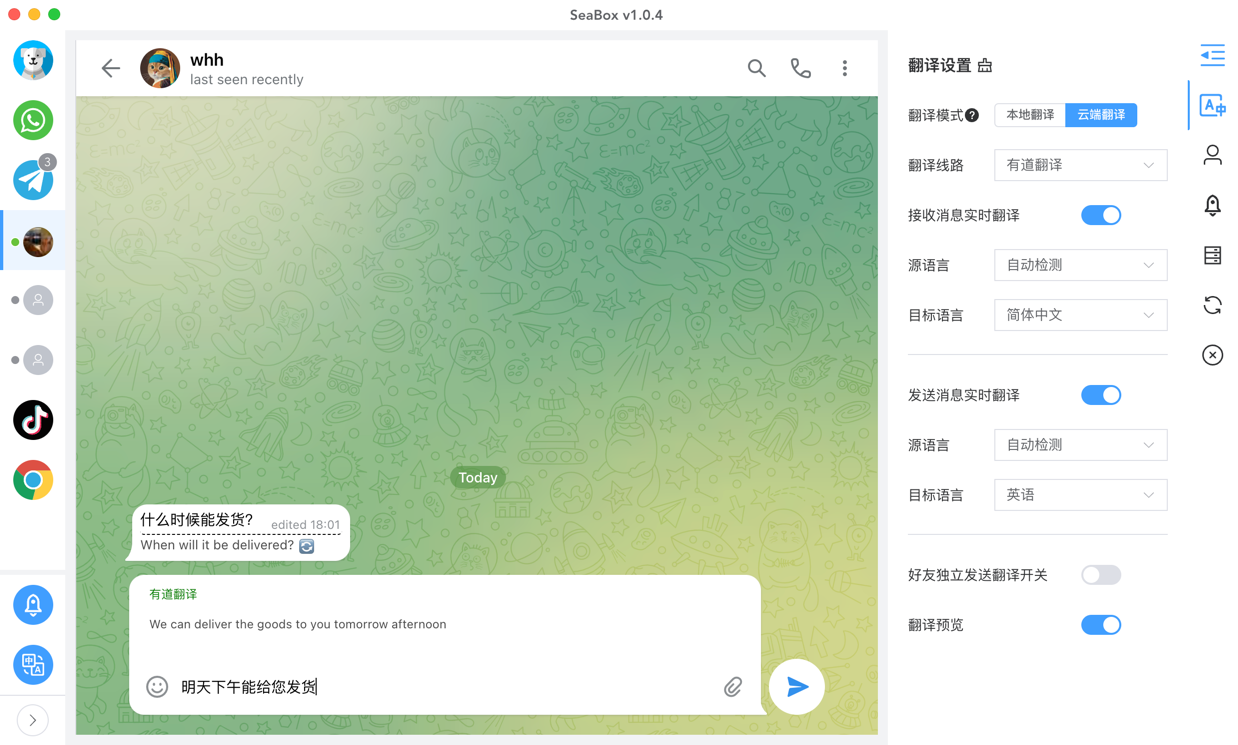 SeaBox v1.0.4
3
whh
last seen recently
E=mc²
E=mc²
Today
什么时候能发货?
edited 18:01
When will it be delivered?
有道翻译
We can deliver the goods to you tomorrow afternoon
明天下午能给您发货
中
A
翻译设置
翻译模式
?
本地翻译
云端翻译
翻译线路
有道翻译
接收消息实时翻译
源语言
自动检测
目标语言
简体中文
发送消息实时翻译
源语言
自动检测
目标语言
英语
好友独立发送翻译开关
翻译预览
A中